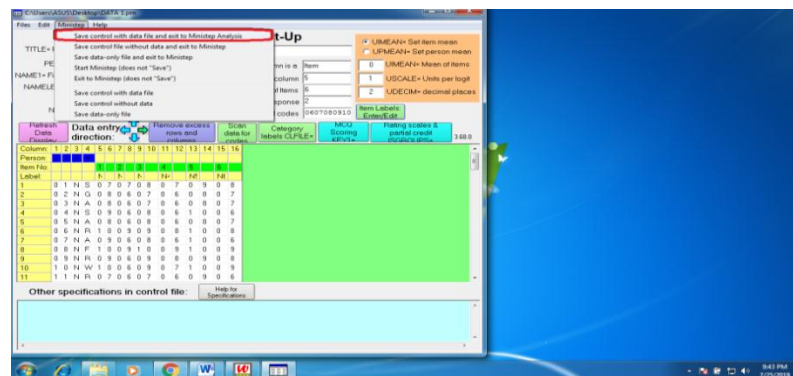 C:\Users\ASUS\Desktop\DATA 1.prn
Files Edit Ministep Help
Save control with data file and exit to Ministep Analysis
Save control file without data and exit to Ministep
Save data-only file and exit to Ministep
Start Ministep (does not "Save")
Exit to Ministep (does not "Save")
Save control with data file
Save control without data
Save data-only file
t-Up
TITLE=
PE
NAME1= Fi
NAMELE
N
mn is a Item
column 5
f Items 6
sponse 2
codes 0607080910
UIMEAN= Set item mean
UPMEAN= Set person mean
0 UIMEAN= Mean of items
1 USCALE= Units per logit
2 UDECIM= decimal places
Item Labels:
Enter/Edit
Refresh
Data
Display
Data entry
direction:
Remove excess
rows and
columns
Scan
data for
codes
Category
labels CLFILE=
MCQ
Scoring
KEY1=
Rating scales &
partial credit
ISGROUPS=
3.68.0
Column: 1 2 3 4 5 6 7 8 9 10 11 12 13 14 15 16
Person
Item No: 1 2 3 4 5 6
Label:
1 0 1 N S 0 7 0 7 0 8 0 7 0 9 0 8
2 0 2 N G 0 8 0 6 0 7 0 6 0 8 0 7
3 0 3 N A 0 8 0 6 0 7 0 6 0 8 0 7
4 0 4 N S 0 9 0 6 0 8 0 6 1 0 0 6
5 0 5 N A 0 8 0 6 0 8 0 6 0 8 0 7
6 0 6 N R 1 0 0 9 0 9 0 8 1 0 0 8
7 0 7 N A 0 9 0 6 0 8 0 6 1 0 0 6
8 0 8 N F 1 0 0 9 1 0 0 9 1 0 0 9
9 0 9 N R 0 9 0 6 0 9 0 8 0 9 0 8
10 1 0 N W 1 0 0 6 0 9 0 7 1 0 0 9
11 1 1 N R 0 7 0 6 0 7 0 6 0 9 0 6
Other specifications in control file:
Help for
Specifications
9:43 PM
2/25/2019